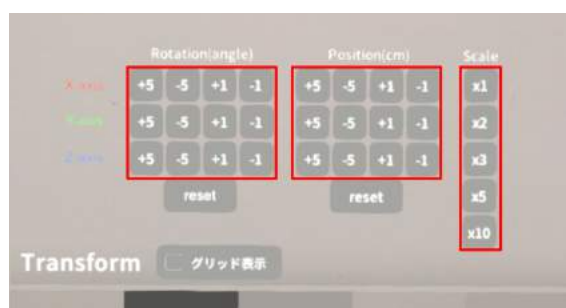 Rotation(angle) Position(cm) Scale
X-axis +5 -5 +1 -1 +5 -5 +1 -1 x1
Y-axis +5 -5 +1 -1 +5 -5 +1 -1 x2
Z-axis +5 -5 +1 -1 +5 -5 +1 -1 x3
reset reset x5
x10
Transform グリッド表示